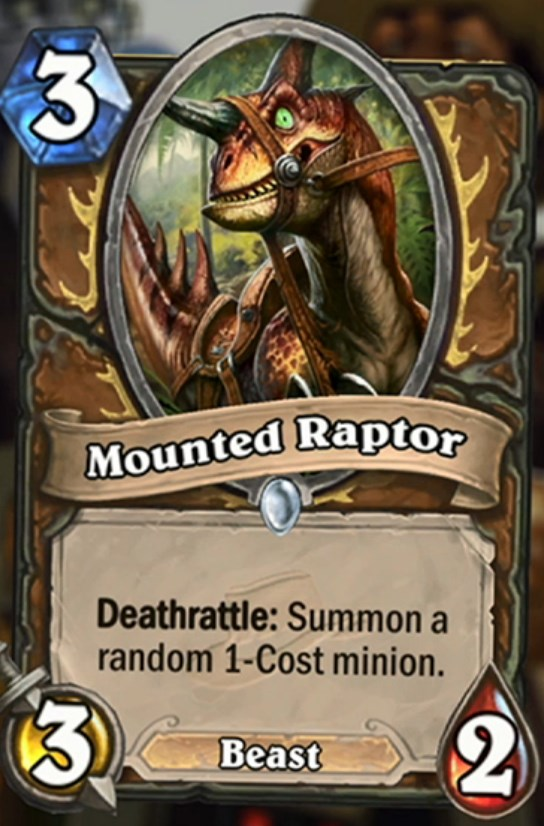 3
Mounted Raptor
Deathrattle: Summon a
random 1-Cost minion.
3
Beast
2